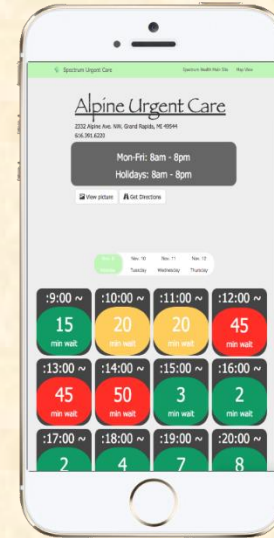 Spectrum Urgent Care Spectrum Health Main Site Map View
Alpine Urgent Care
2332 Alpine Ave. NW, Grand Rapids, MI 49544
616.391.6220
Mon-Fri: 8am - 8pm
Holidays: 8am - 8pm
View picture Get Directions
Nov. 10 Nov. 11 Nov. 12
Tuesday Wednesday Thursday
:9:00 ~ :10:00 ~ :11:00 ~ :12:00 ~
15 20 20 45
min wait min wait min wait min wait
:13:00 ~ :14:00 ~ :15:00 ~ :16:00 ~
45 50 3 2
min wait min wait min wait min wait
:17:00 ~ :18:00 ~ :19:00 ~ :20:00 ~
2 4 7 8